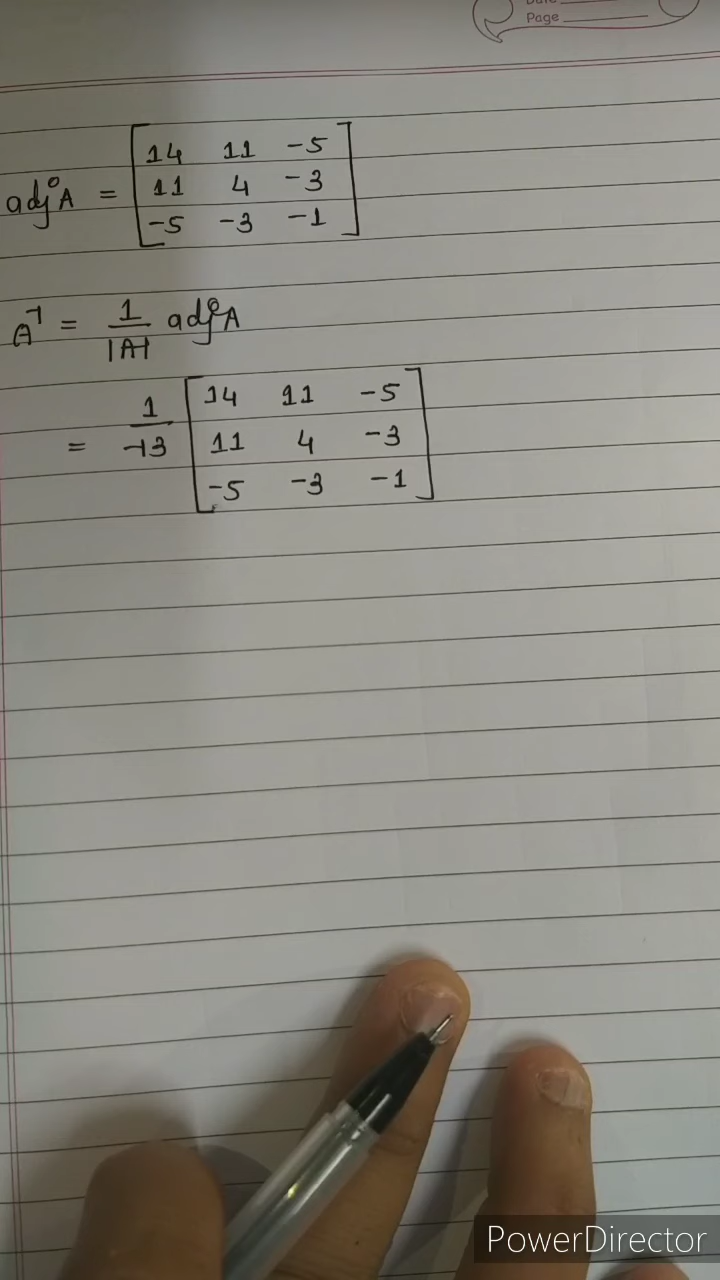 Page
adj A = [ 14 11 -5
11 4 -3
-5 -3 -1 ]
A⁻¹ = 1/|A| adj A
= 1/-13 [ 14 11 -5
11 4 -3
-5 -3 -1 ]
PowerDirector